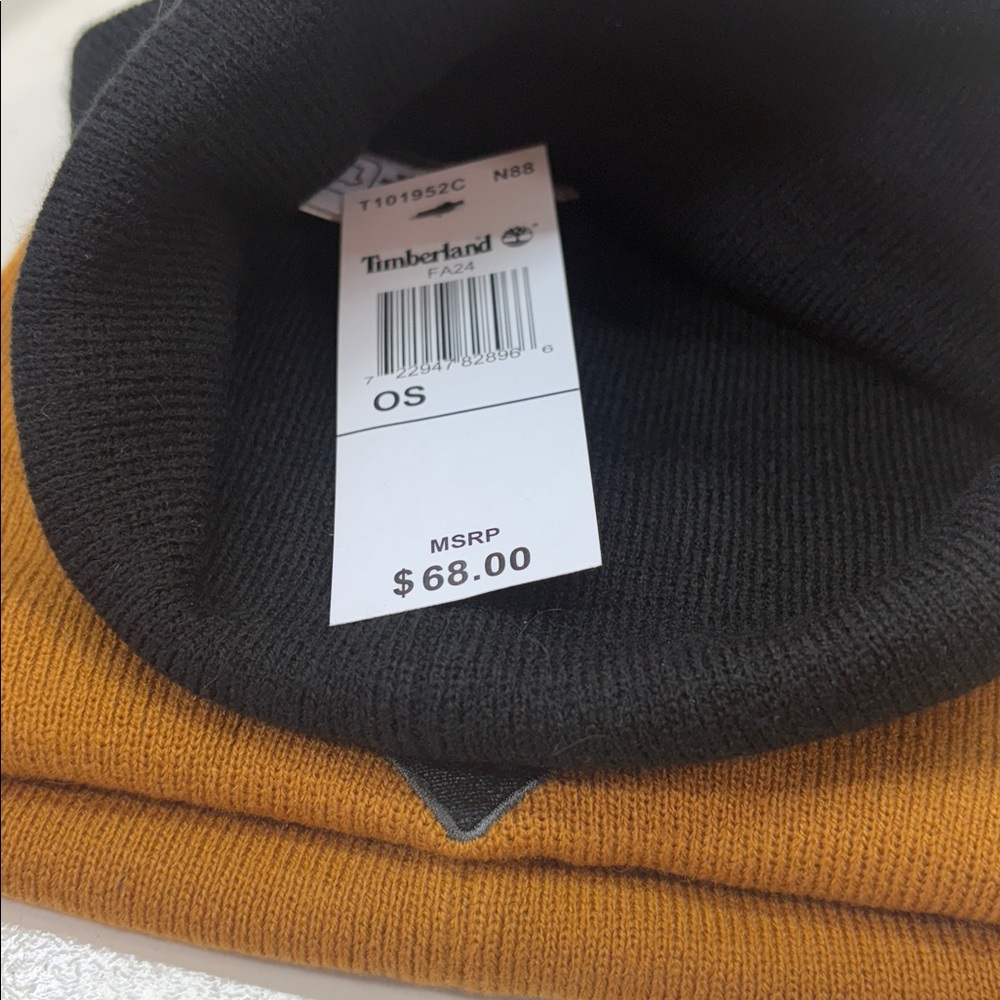 T101952C N88
Timberland
FA24
7 22947 82896 6
OS
MSRP
$68.00